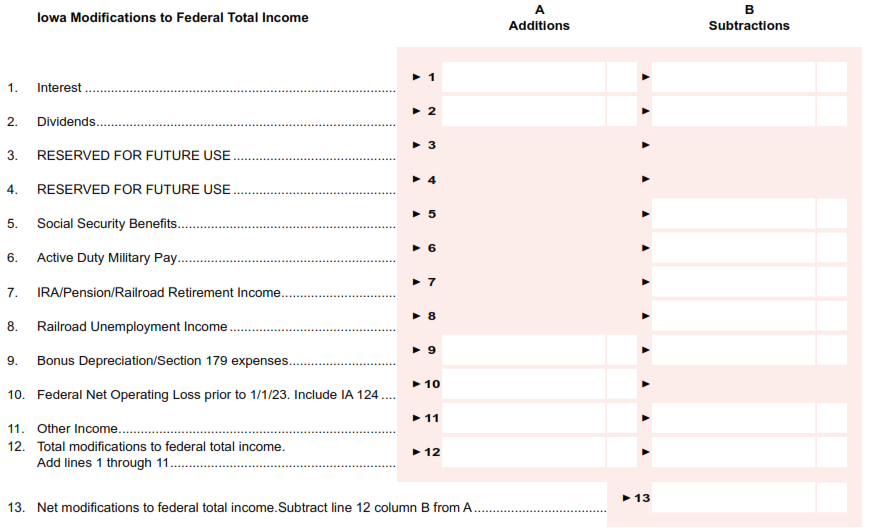 Iowa Modifications to Federal Total Income
A
Additions
B
Subtractions
1. Interest ................................................ ► 1 ►
2. Dividends................................................ ► 2 ►
3. RESERVED FOR FUTURE USE ................................ ► 3 ►
4. RESERVED FOR FUTURE USE ................................ ► 4 ►
5. Social Security Benefits................................ ► 5 ►
6. Active Duty Military Pay................................ ► 6 ►
7. IRA/Pension/Railroad Retirement Income................ ► 7 ►
8. Railroad Unemployment Income ........................ ► 8 ►
9. Bonus Depreciation/Section 179 expenses................ ► 9 ►
10. Federal Net Operating Loss prior to 1/1/23. Include IA 124 .... ► 10 ►
11. Other Income................................................ ► 11 ►
12. Total modifications to federal total income.
Add lines 1 through 11................................ ► 12 ►
13. Net modifications to federal total income.Subtract line 12 column B from A ................................ ► 13